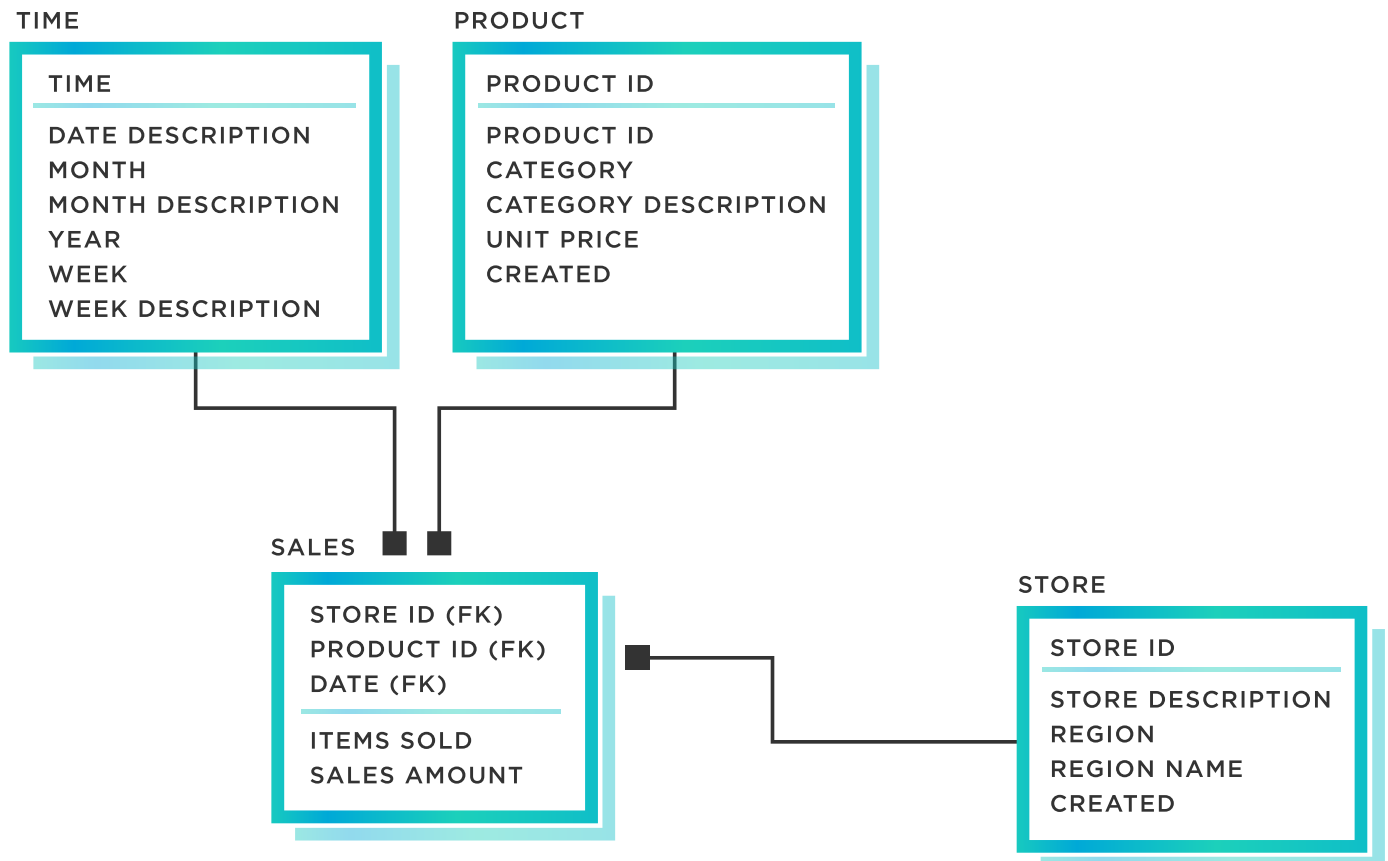 TIME
TIME
DATE DESCRIPTION
MONTH
MONTH DESCRIPTION
YEAR
WEEK
WEEK DESCRIPTION
PRODUCT
PRODUCT ID
PRODUCT ID
CATEGORY
CATEGORY DESCRIPTION
UNIT PRICE
CREATED
SALES
STORE ID (FK)
PRODUCT ID (FK)
DATE (FK)
ITEMS SOLD
SALES AMOUNT
STORE
STORE ID
STORE DESCRIPTION
REGION
REGION NAME
CREATED